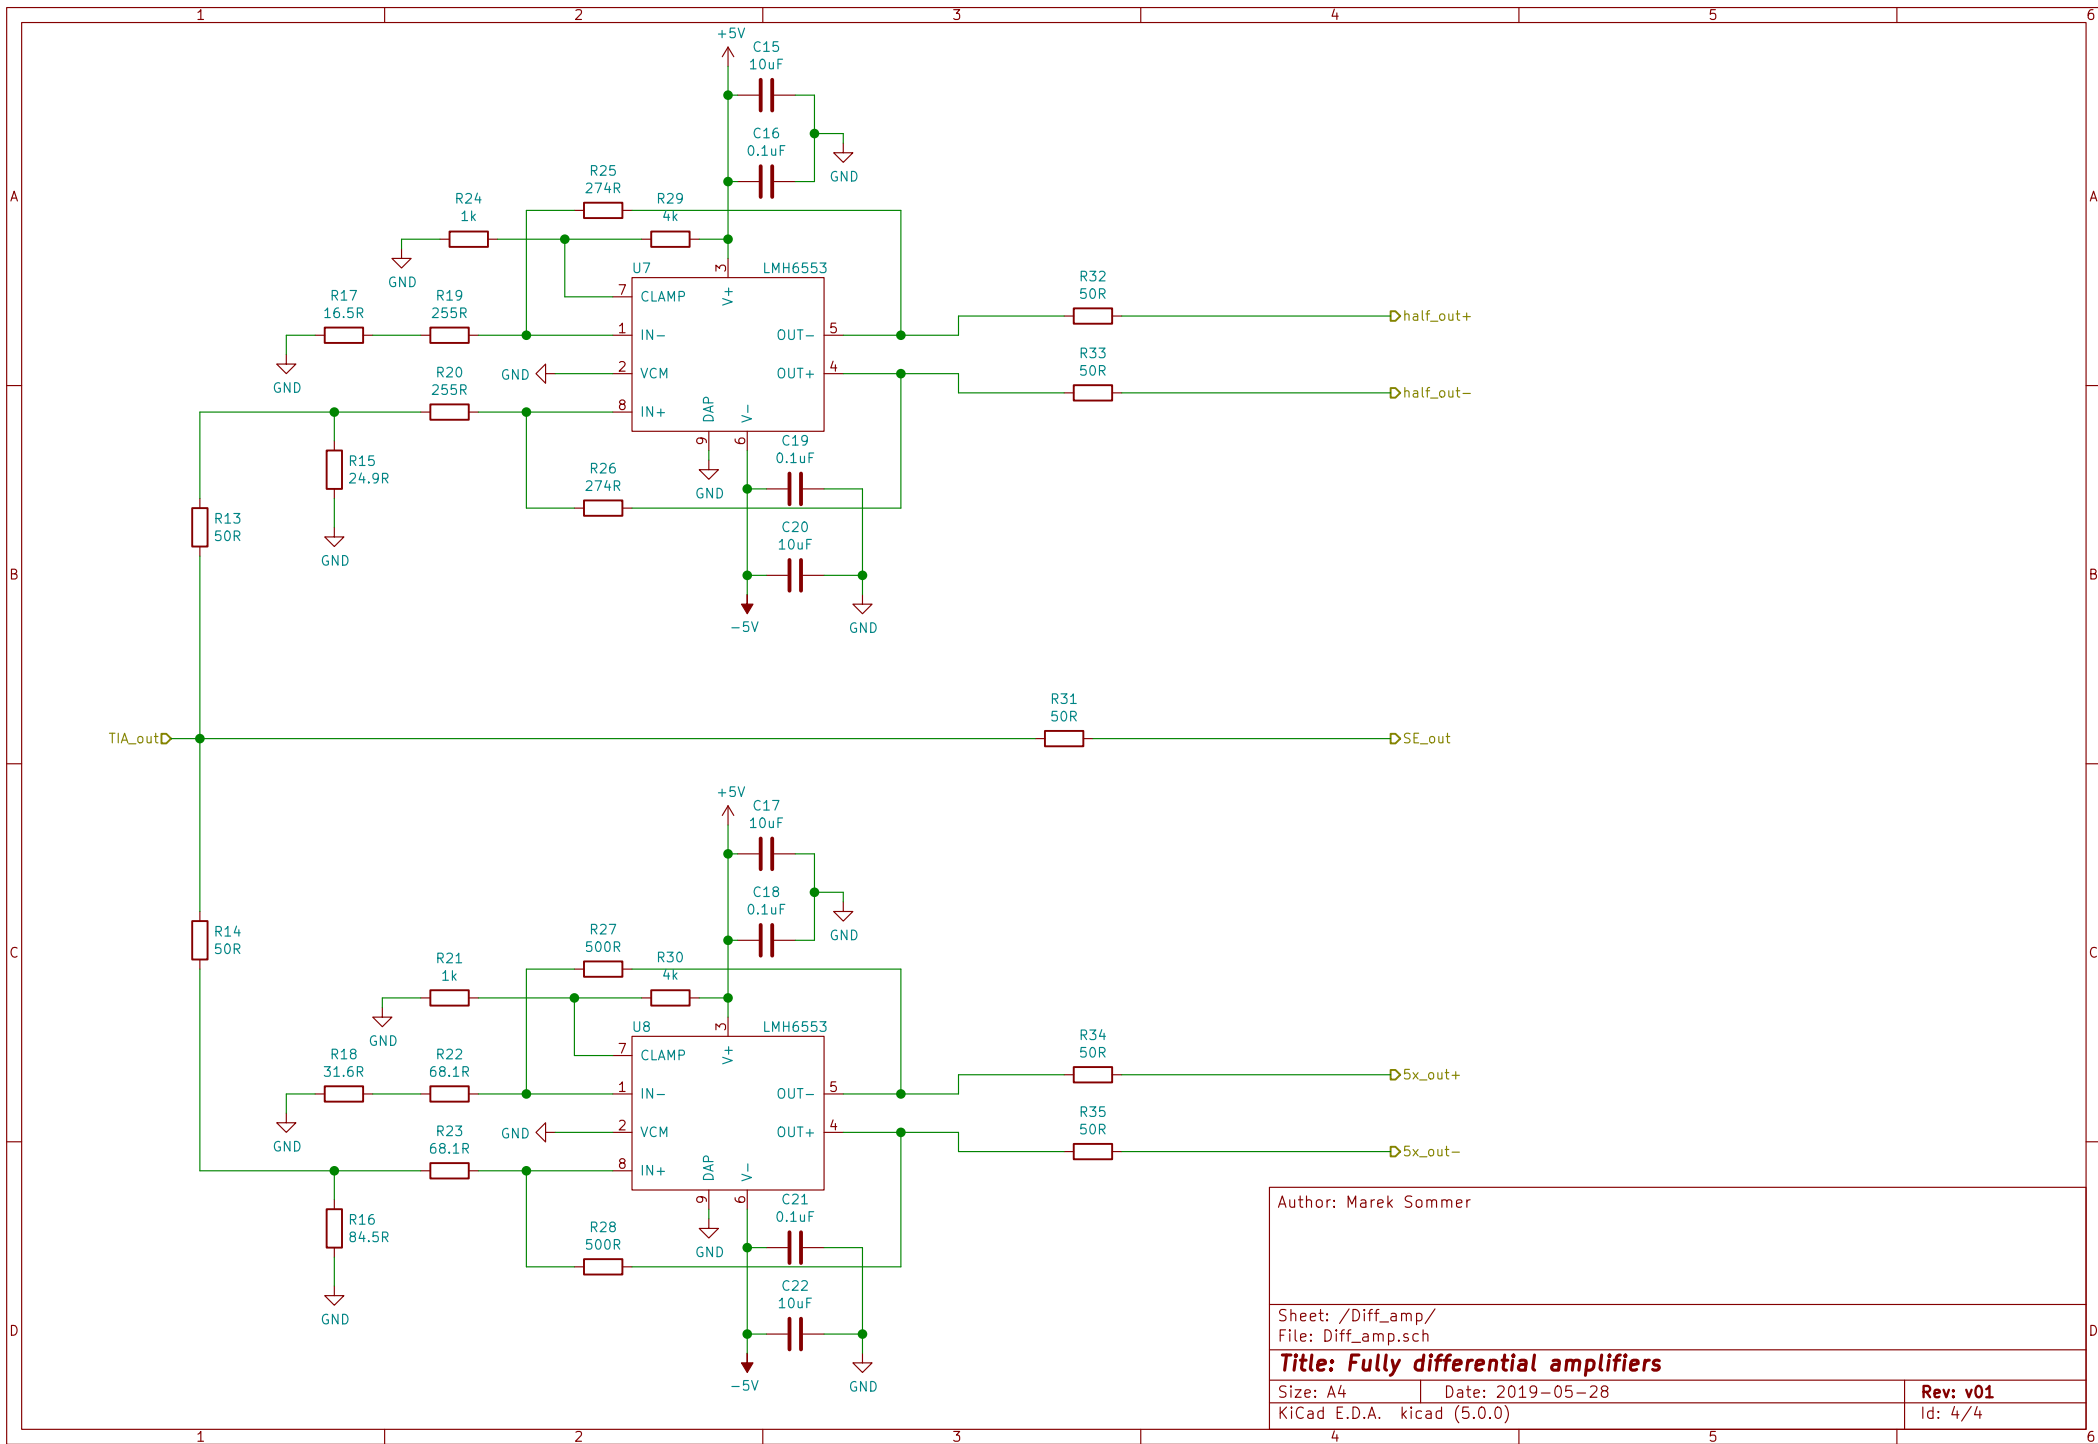 1 2 3 4 5 6
+5V
C15
10uF
C16
0.1uF
GND
R25
274R
R24
1k
R29
4k
A A
GND
U7 LMH6553
3
V+
7 CLAMP
R17
16.5R
R19
255R
1 IN-
OUT- 5
GND
R20
255R
GND
2 VCM
OUT+ 4
8 IN+
DAP
V-
9
6
R32
50R
half_out+
R33
50R
half_out-
C19
0.1uF
R15
24.9R
R26
274R
GND
R13
50R
GND
C20
10uF
B B
-5V
GND
R31
50R
TIA_out
SE_out
+5V
C17
10uF
C18
0.1uF
GND
R14
50R
R27
500R
R21
1k
R30
4k
C C
GND
U8 LMH6553
3
V+
7 CLAMP
R18
31.6R
R22
68.1R
1 IN-
OUT- 5
GND
R23
68.1R
GND
2 VCM
OUT+ 4
8 IN+
DAP
V-
9
6
R34
50R
5x_out+
R35
50R
5x_out-
C21
0.1uF
R16
84.5R
R28
500R
GND
GND
C22
10uF
D D
-5V
GND
Author: Marek Sommer
Sheet: /Diff_amp/
File: Diff_amp.sch
Title: Fully differential amplifiers
Size: A4 Date: 2019-05-28 Rev: v01
KiCad E.D.A. kicad (5.0.0) Id: 4/4
1 2 3 4 5 6